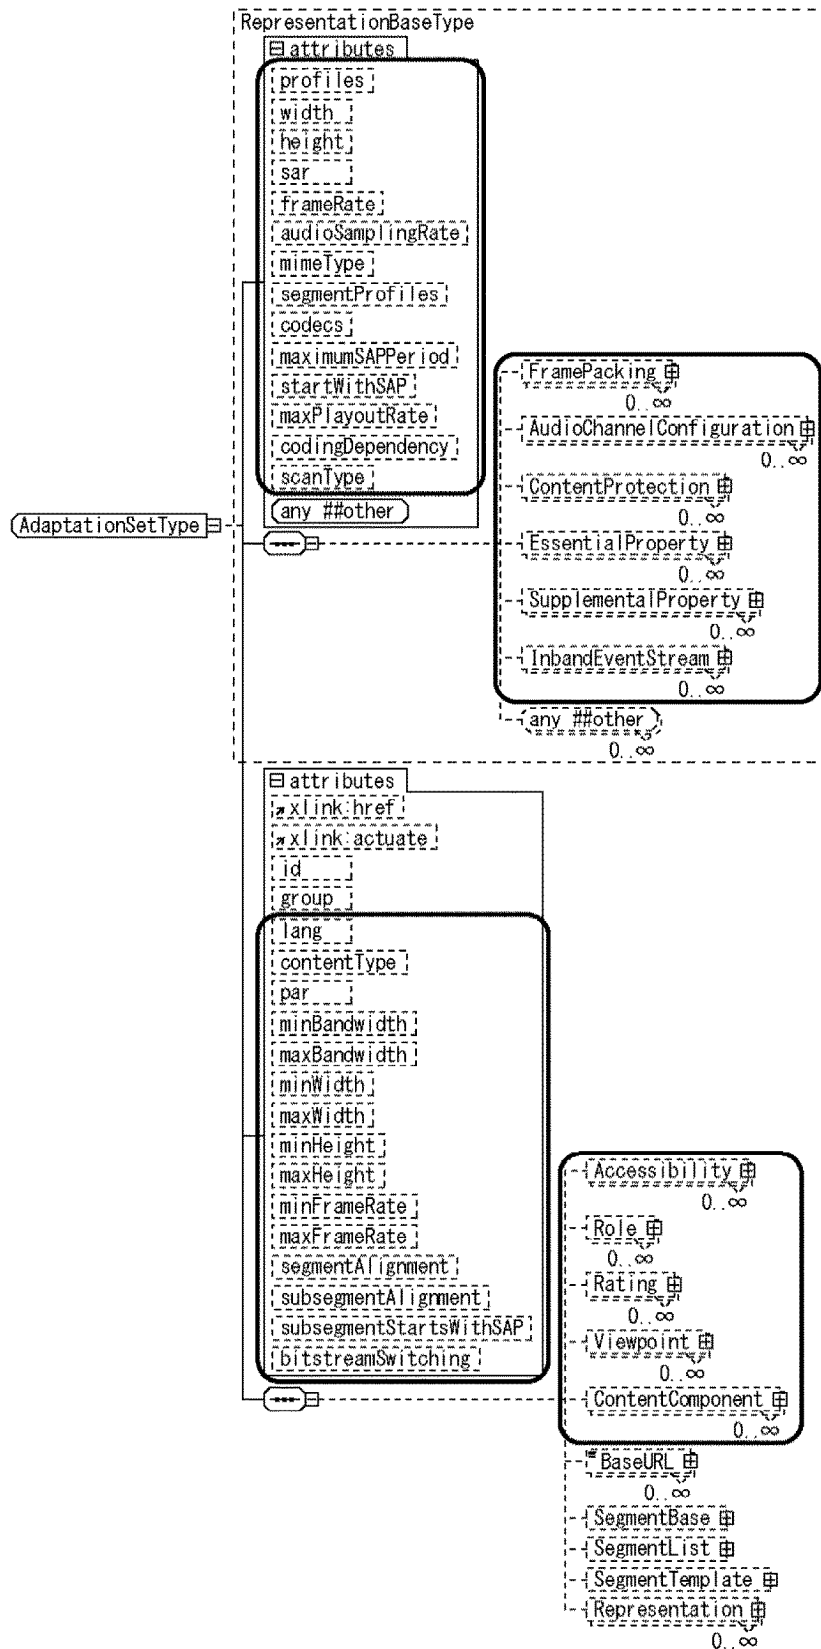 RepresentationBaseType
attributes
profiles
width
height
sar
frameRate
audioSamplingRate
mimeType
segmentProfiles
codecs
maximumSAPPeriod
startWithSAP
maxPlayoutRate
codingDependency
scanType
any ##other
AdaptationSetType
FramePacking
0..∞
AudioChannelConfiguration
0..∞
ContentProtection
0..∞
EssentialProperty
0..∞
SupplementalProperty
0..∞
InbandEventStream
0..∞
any ##other
0..∞
attributes
xlink:href
xlink:actuate
id
group
lang
contentType
par
minBandwidth
maxBandwidth
minWidth
maxWidth
minHeight
maxHeight
minFrameRate
maxFrameRate
segmentAlignment
subsegmentAlignment
subsegmentStartsWithSAP
bitstreamSwitching
Accessibility
0..∞
Role
0..∞
Rating
0..∞
Viewpoint
0..∞
ContentComponent
0..∞
BaseURL
0..∞
SegmentBase
SegmentList
SegmentTemplate
Representation
0..∞